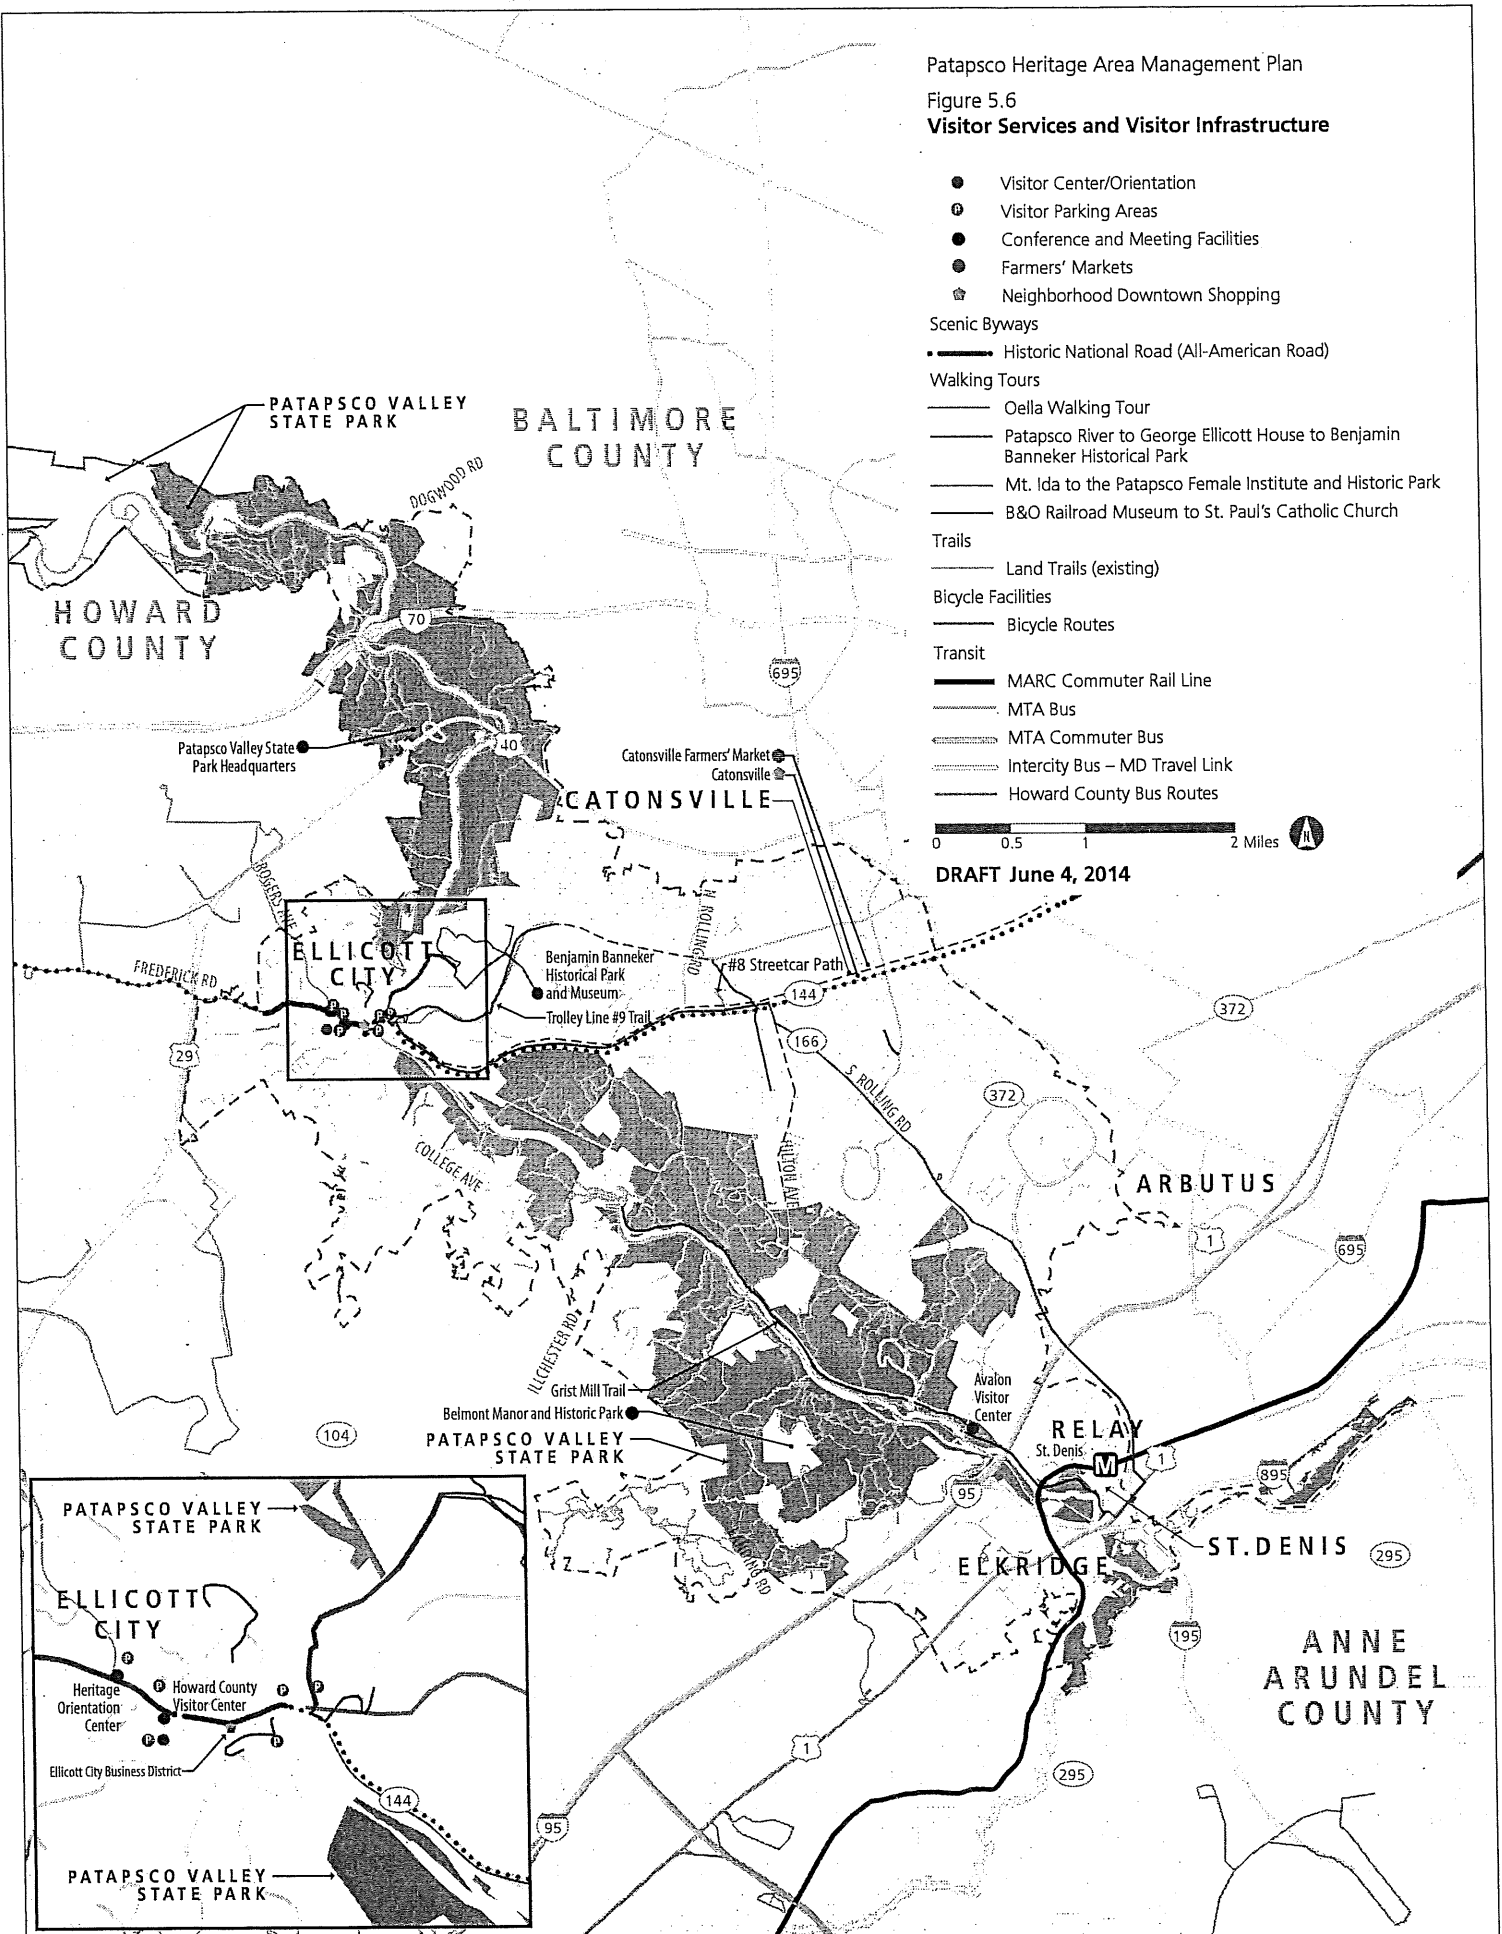 Patapsco Heritage Area Management Plan
Figure 5.6
Visitor Services and Visitor Infrastructure
Visitor Center/Orientation
P Visitor Parking Areas
Conference and Meeting Facilities
Farmers' Markets
Neighborhood Downtown Shopping
Scenic Byways
Historic National Road (All-American Road)
Walking Tours
Oella Walking Tour
Patapsco River to George Ellicott House to Benjamin
Banneker Historical Park
Mt. Ida to the Patapsco Female Institute and Historic Park
B&O Railroad Museum to St. Paul's Catholic Church
Trails
Land Trails (existing)
Bicycle Facilities
Bicycle Routes
Transit
MARC Commuter Rail Line
MTA Bus
MTA Commuter Bus
Intercity Bus – MD Travel Link
Howard County Bus Routes
0 0.5 1 2 Miles N
DRAFT June 4, 2014
PATAPSCO VALLEY
STATE PARK
BALTIMORE
COUNTY
DOGWOOD RD
HOWARD
COUNTY
70
695
Patapsco Valley State
Park Headquarters
40
Catonsville Farmers' Market
Catonsville
CATONSVILLE
ROGERS AVE
N. ROLLING RD
ELLICOTT
CITY
FREDERICK RD
Benjamin Banneker
Historical Park
and Museum
Trolley Line #9 Trail
#8 Streetcar Path
144
166
372
29
S. ROLLING RD
372
COLLEGE AVE
HILTON AVE
ARBUTUS
1
695
ILLCHESTER RD
Grist Mill Trail
Belmont Manor and Historic Park
PATAPSCO VALLEY
STATE PARK
104
Avalon
Visitor
Center
RELAY
St. Denis
M
1
895
95
ST. DENIS
295
ELKRIDGE
195
ANNE
ARUNDEL
COUNTY
1
295
95
PATAPSCO VALLEY
STATE PARK
ELLICOTT
CITY
P
P
Howard County
Visitor Center
P
P
Heritage
Orientation
Center
P
P
Ellicott City Business District
144
PATAPSCO VALLEY
STATE PARK